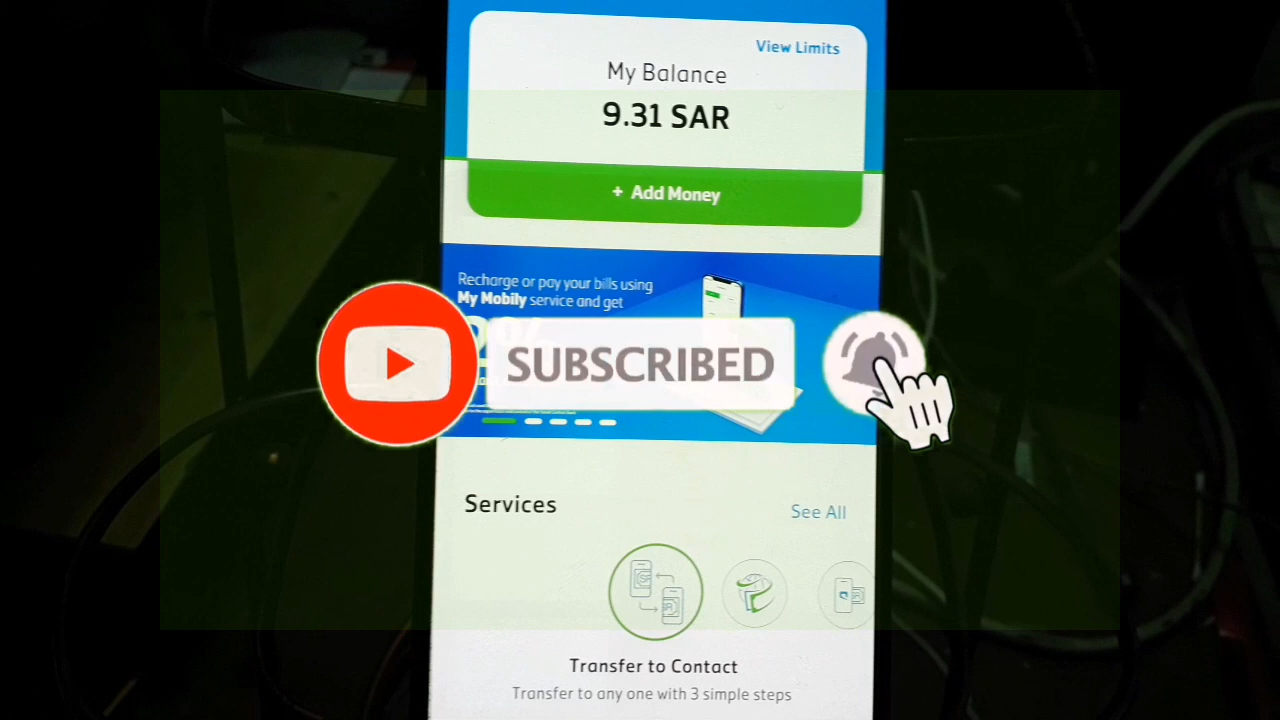 View Limits
My Balance
9.31 SAR
+ Add Money
Recharge or pay your bills using
My Mobily service and get
SUBSCRIBED
Services
See All
Transfer to Contact
Transfer to any one with 3 simple steps